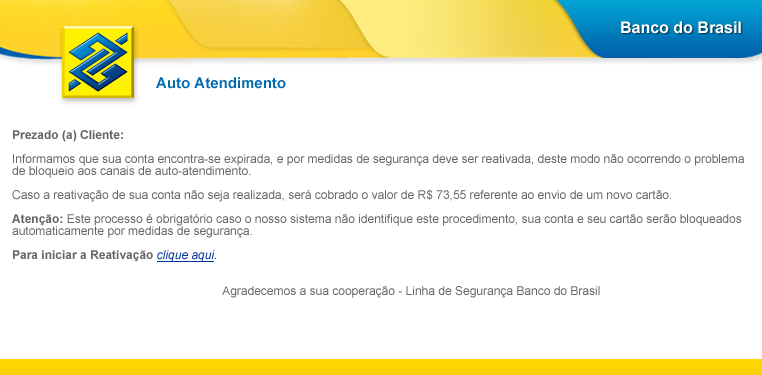 Banco do Brasil
Auto Atendimento
Prezado (a) Cliente:
Informamos que sua conta encontra-se expirada, e por medidas de segurança deve ser reativada, deste modo não ocorrendo o problema
de bloqueio aos canais de auto-atendimento.
Caso a reativação de sua conta não seja realizada, será cobrado o valor de R$ 73,55 referente ao envio de um novo cartão.
Atenção: Este processo é obrigatório caso o nosso sistema não identifique este procedimento, sua conta e seu cartão serão bloqueados
automaticamente por medidas de segurança.
Para iniciar a Reativação clique aqui.
Agradecemos a sua cooperação - Linha de Segurança Banco do Brasil